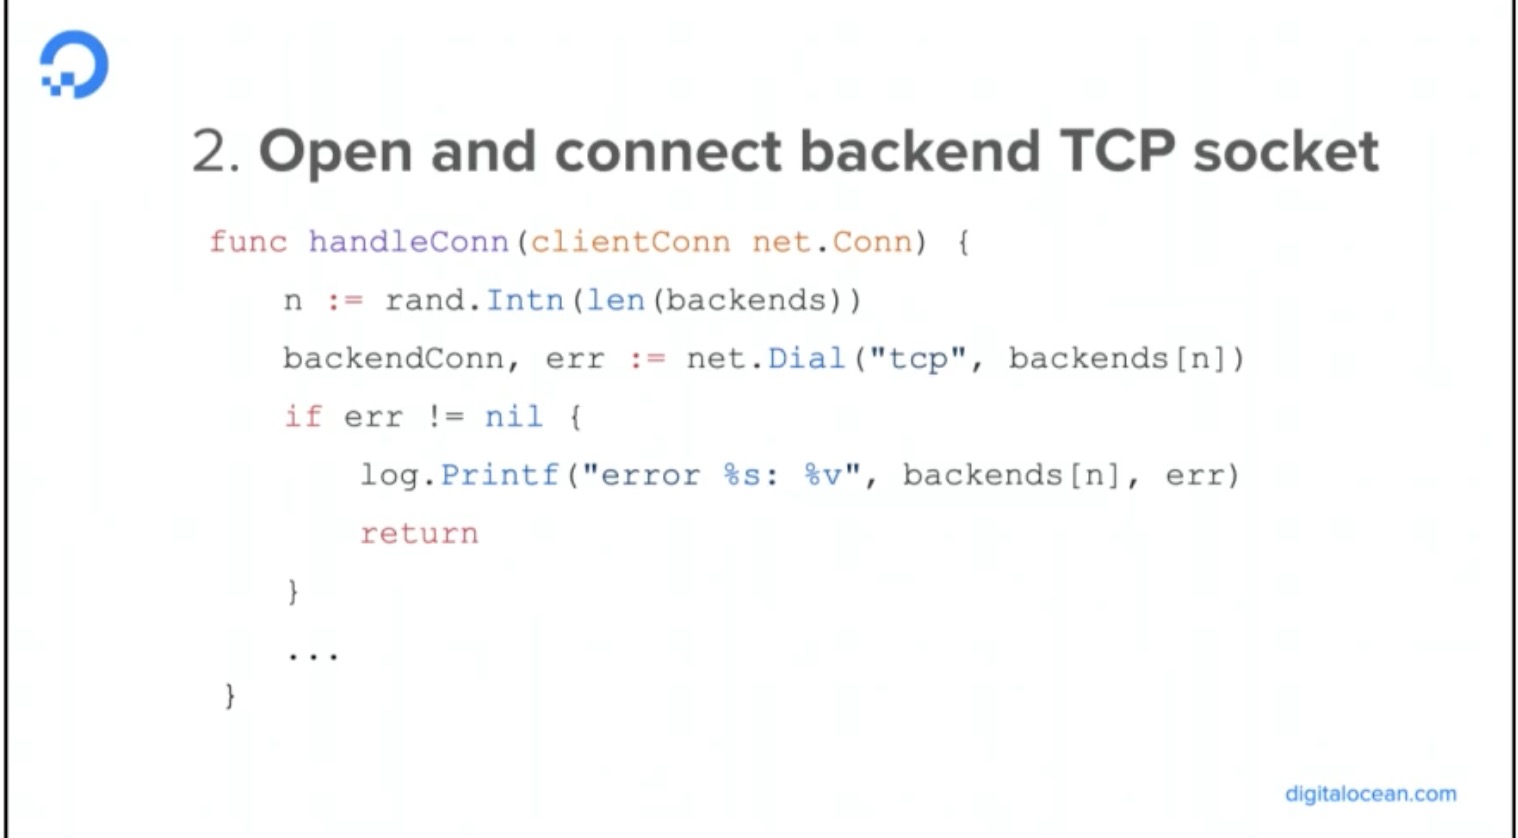 2. Open and connect backend TCP socket
func handleConn(clientConn net.Conn) {
n := rand.Intn(len(backends))
backendConn, err := net.Dial("tcp", backends[n])
if err != nil {
log.Printf("error %s: %v", backends[n], err)
return
}
...
}
digitalocean.com